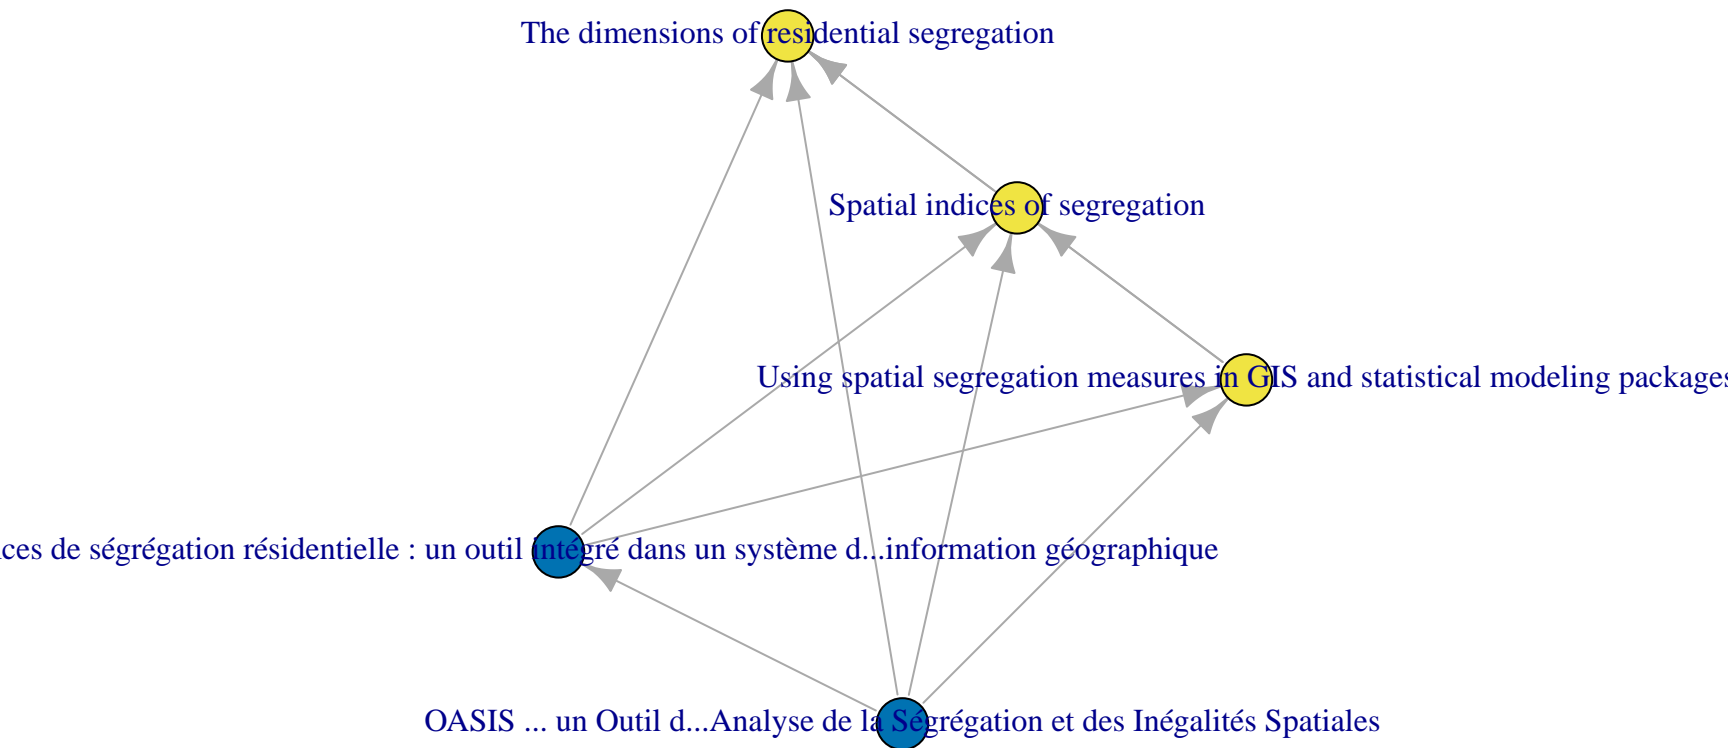 The dimensions of residential segregation
Spatial indices of segregation
Using spatial segregation measures in GIS and statistical modeling packages
ces de ségrégation résidentielle : un outil intégré dans un système d...information géographique
OASIS ... un Outil d...Analyse de la Ségrégation et des Inégalités Spatiales